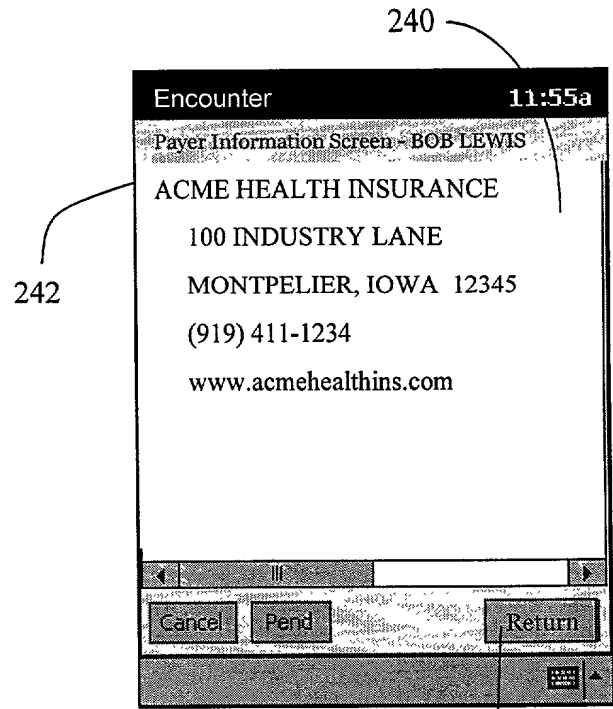 240
Encounter 11:55a
Payer Information Screen - BOB LEWIS
ACME HEALTH INSURANCE
100 INDUSTRY LANE
242
MONTPELIER, IOWA 12345
(919) 411-1234
www.acmehealthins.com
Cancel Pend Return